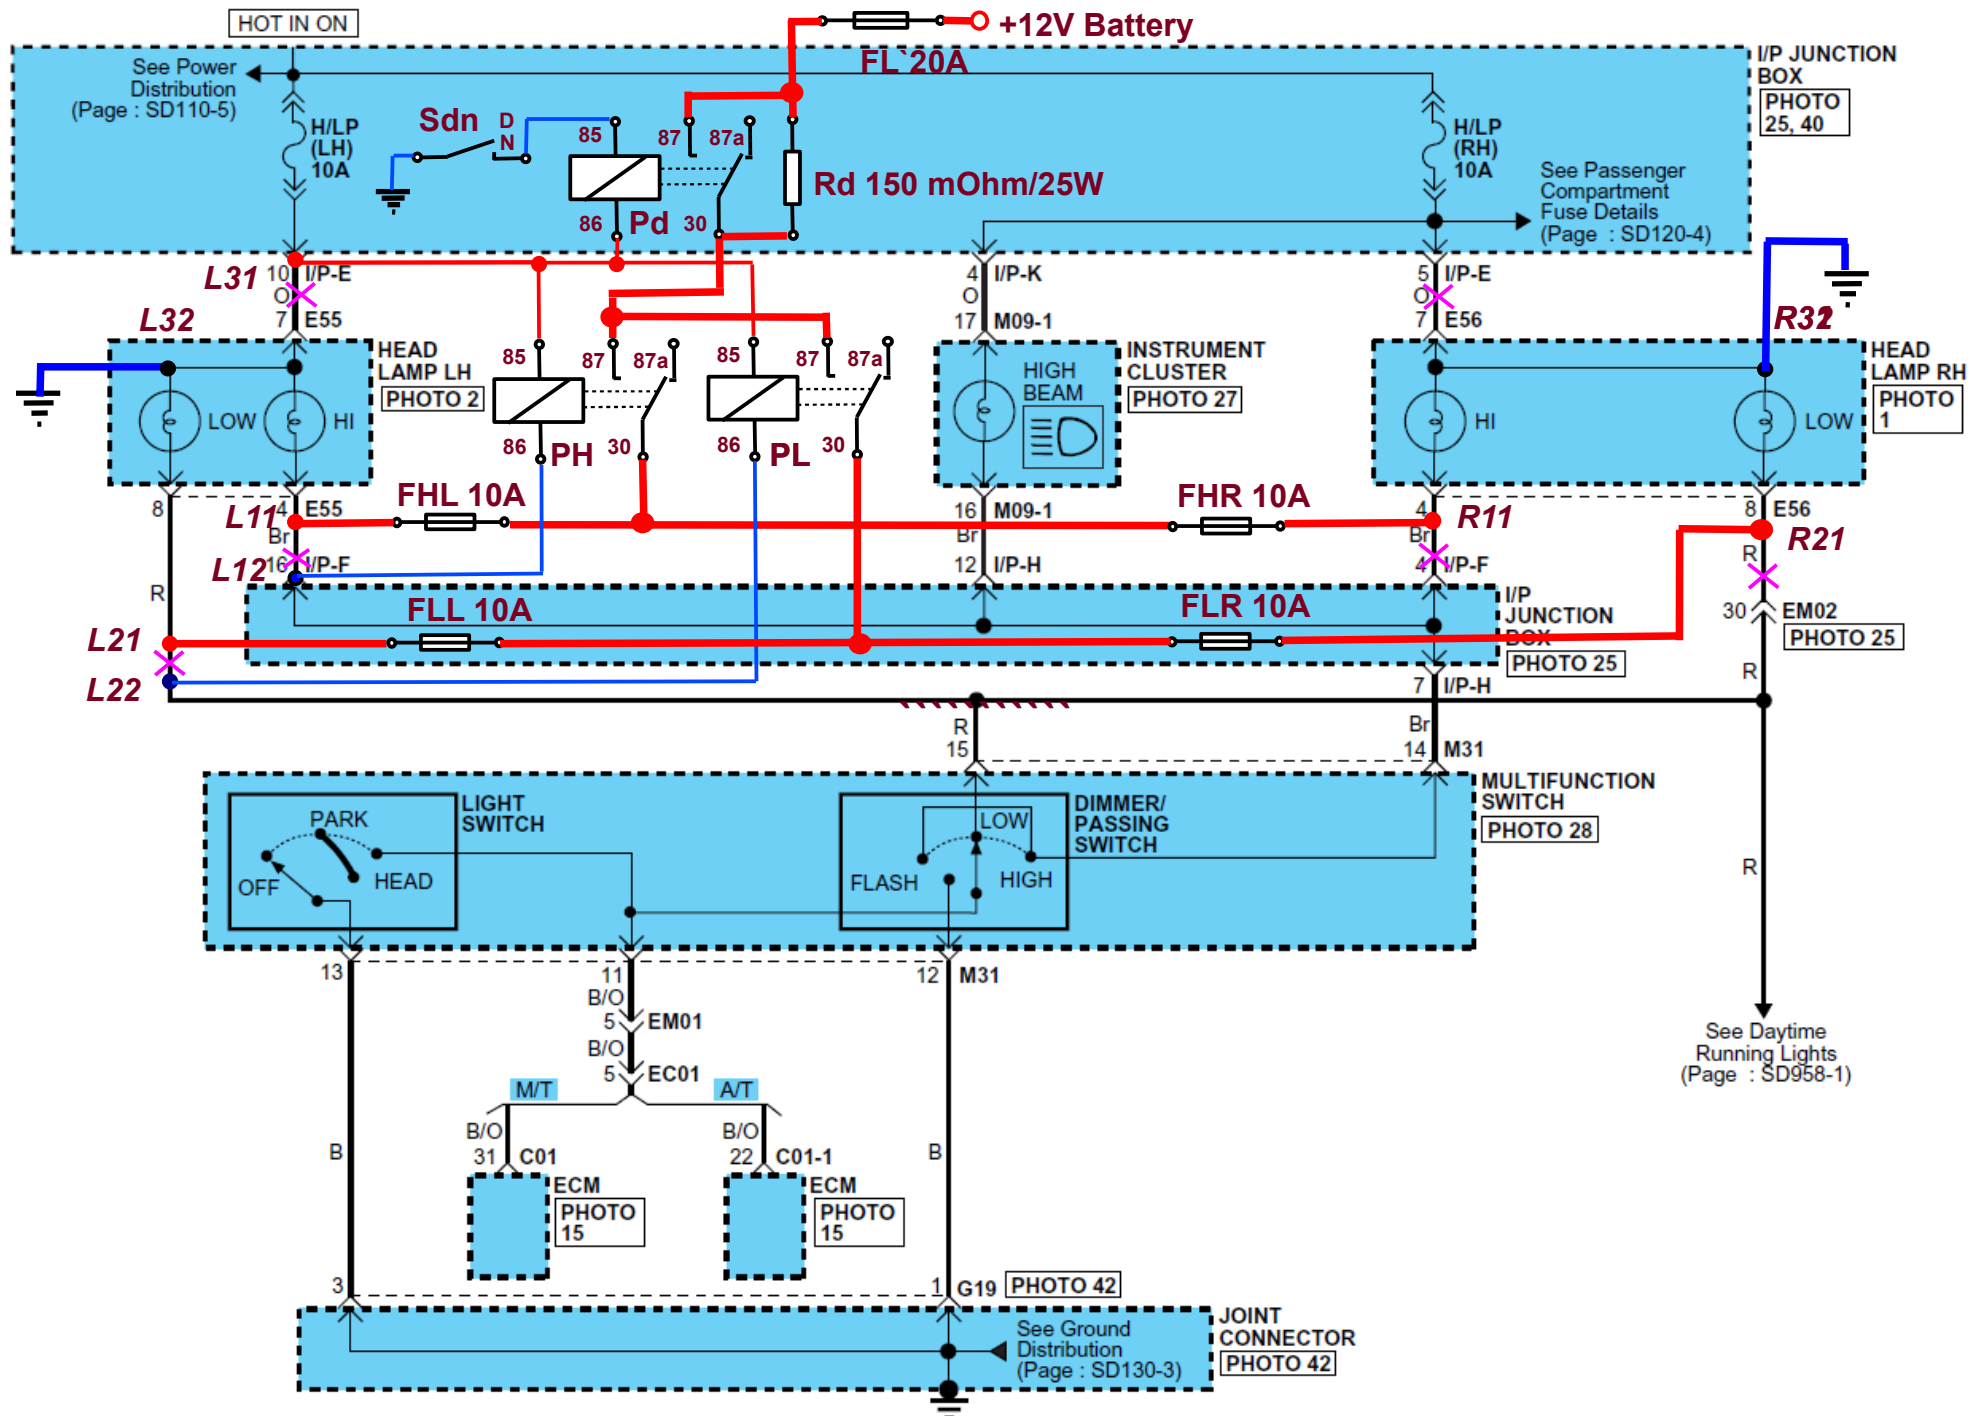 HOT IN ON
+12V Battery
FL`20A
I/P JUNCTION
BOX
PHOTO
25, 40
See Power
Distribution
(Page : SD110-5)
H/LP
(LH)
10A
Sdn
D
N
85
87
87a
86
Pd
30
Rd 150 mOhm/25W
H/LP
(RH)
10A
See Passenger
Compartment
Fuse Details
(Page : SD120-4)
L31
10
I/P-E
O
7
E55
L32
4
I/P-K
O
17
M09-1
5
I/P-E
O
7
E56
HEAD
LAMP LH
PHOTO 2
LOW
HI
85
87
87a
86
PH
30
85
87
87a
86
PL
30
HIGH
BEAM
INSTRUMENT
CLUSTER
PHOTO 27
HI
LOW
HEAD
LAMP RH
PHOTO
1
8
4
E55
L11
Br
L12
16
I/P-F
FHL 10A
FHR 10A
16
M09-1
Br
12
I/P-H
4
Br
R11
4
I/P-F
8
E56
R21
R
30
EM02
PHOTO 25
R
R
L21
L22
FLL 10A
FLR 10A
I/P
JUNCTION
BOX
PHOTO 25
7
I/P-H
R
15
Br
14
M31
LIGHT
SWITCH
PARK
OFF
HEAD
DIMMER/
PASSING
SWITCH
LOW
FLASH
HIGH
MULTIFUNCTION
SWITCH
PHOTO 28
R
13
11
12
M31
B/O
5
EM01
B/O
5
EC01
M/T
A/T
B
B/O
31
C01
B/O
22
C01-1
B
ECM
PHOTO
15
ECM
PHOTO
15
See Daytime
Running Lights
(Page : SD958-1)
3
1
G19
PHOTO 42
See Ground
Distribution
(Page : SD130-3)
JOINT
CONNECTOR
PHOTO 42